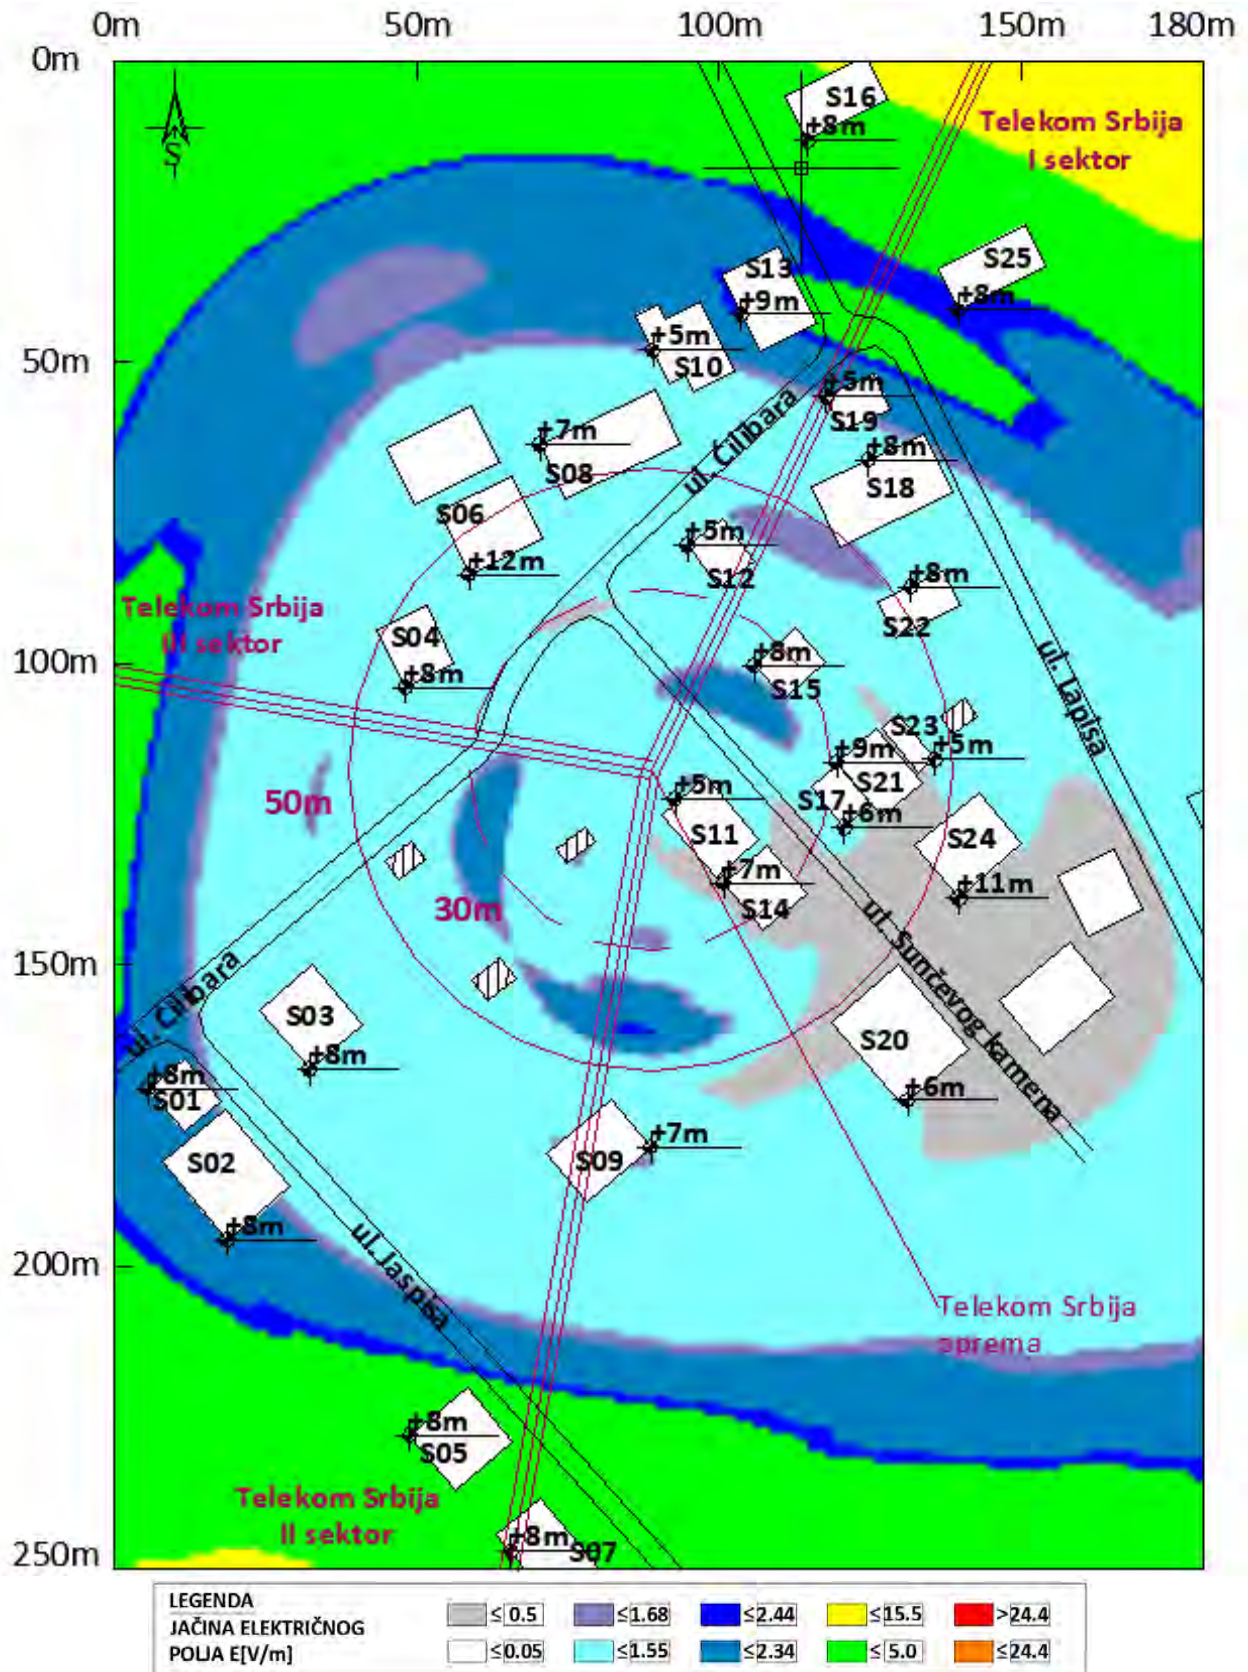 0m 50m 100m 150m 180m
0m
S16
+8m
Telekom Srbija
I sektor
S
S25
+8m
S13
+9m
+5m
S10
50m
+5m
S19
ul. Ćilibara
+7m
S08
+8m
S18
S06
+12m
+5m
S12
+8m
S22
Telekom Srbija
III sektor
S04
+8m
100m
+8m
S15
ul. Lapisa
S23
+5m
+9m
S21
S17
+6m
50m
+5m
S11
S24
+11m
+7m
S14
30m
ul. Sunčevog kamena
150m
ul. Ćilibara
S03
+8m
S20
+6m
+8m
S01
S02
+8m
+7m
S09
200m
ul. Jaspisa
Telekom Srbija
oprema
+8m
S05
Telekom Srbija
II sektor
+8m
S07
250m
LEGENDA
JAČINA ELEKTRIČNOG
POLJA E[V/m]
≤0.5 ≤1.68 ≤2.44 ≤15.5 >24.4
≤0.05 ≤1.55 ≤2.34 ≤5.0 ≤24.4